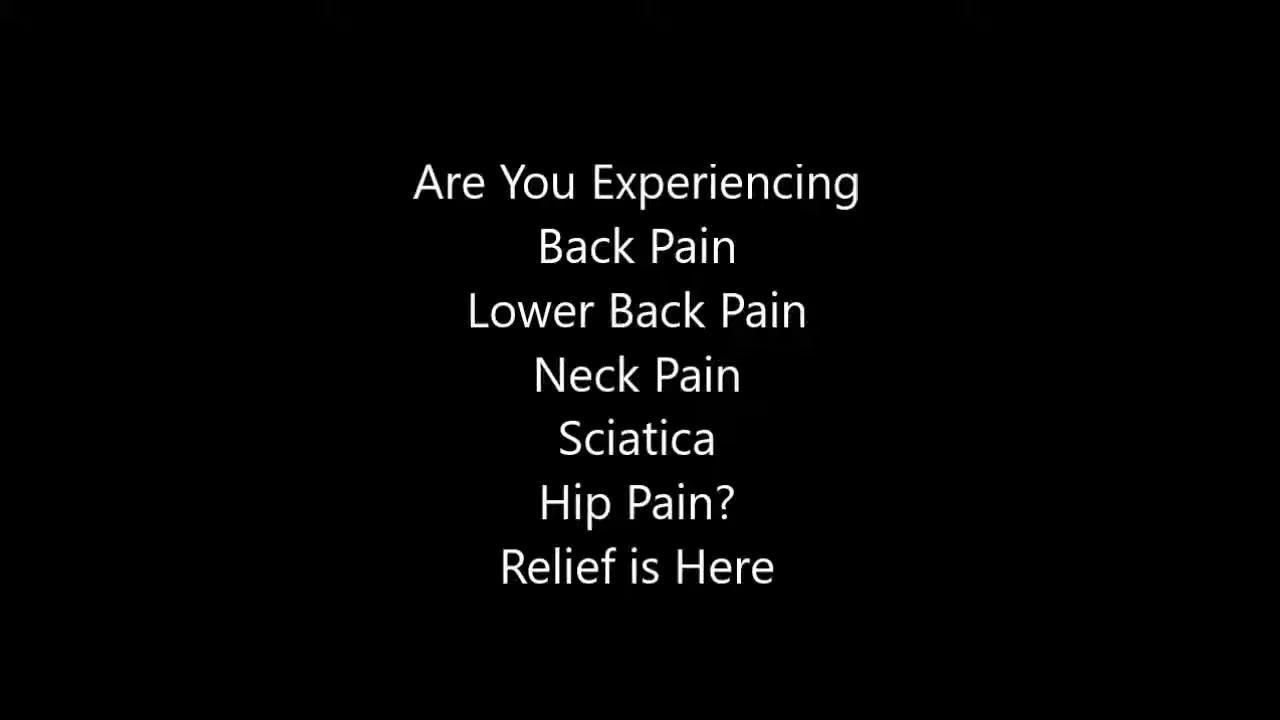 Are You Experiencing
Back Pain
Lower Back Pain
Neck Pain
Sciatica
Hip Pain?
Relief is Here